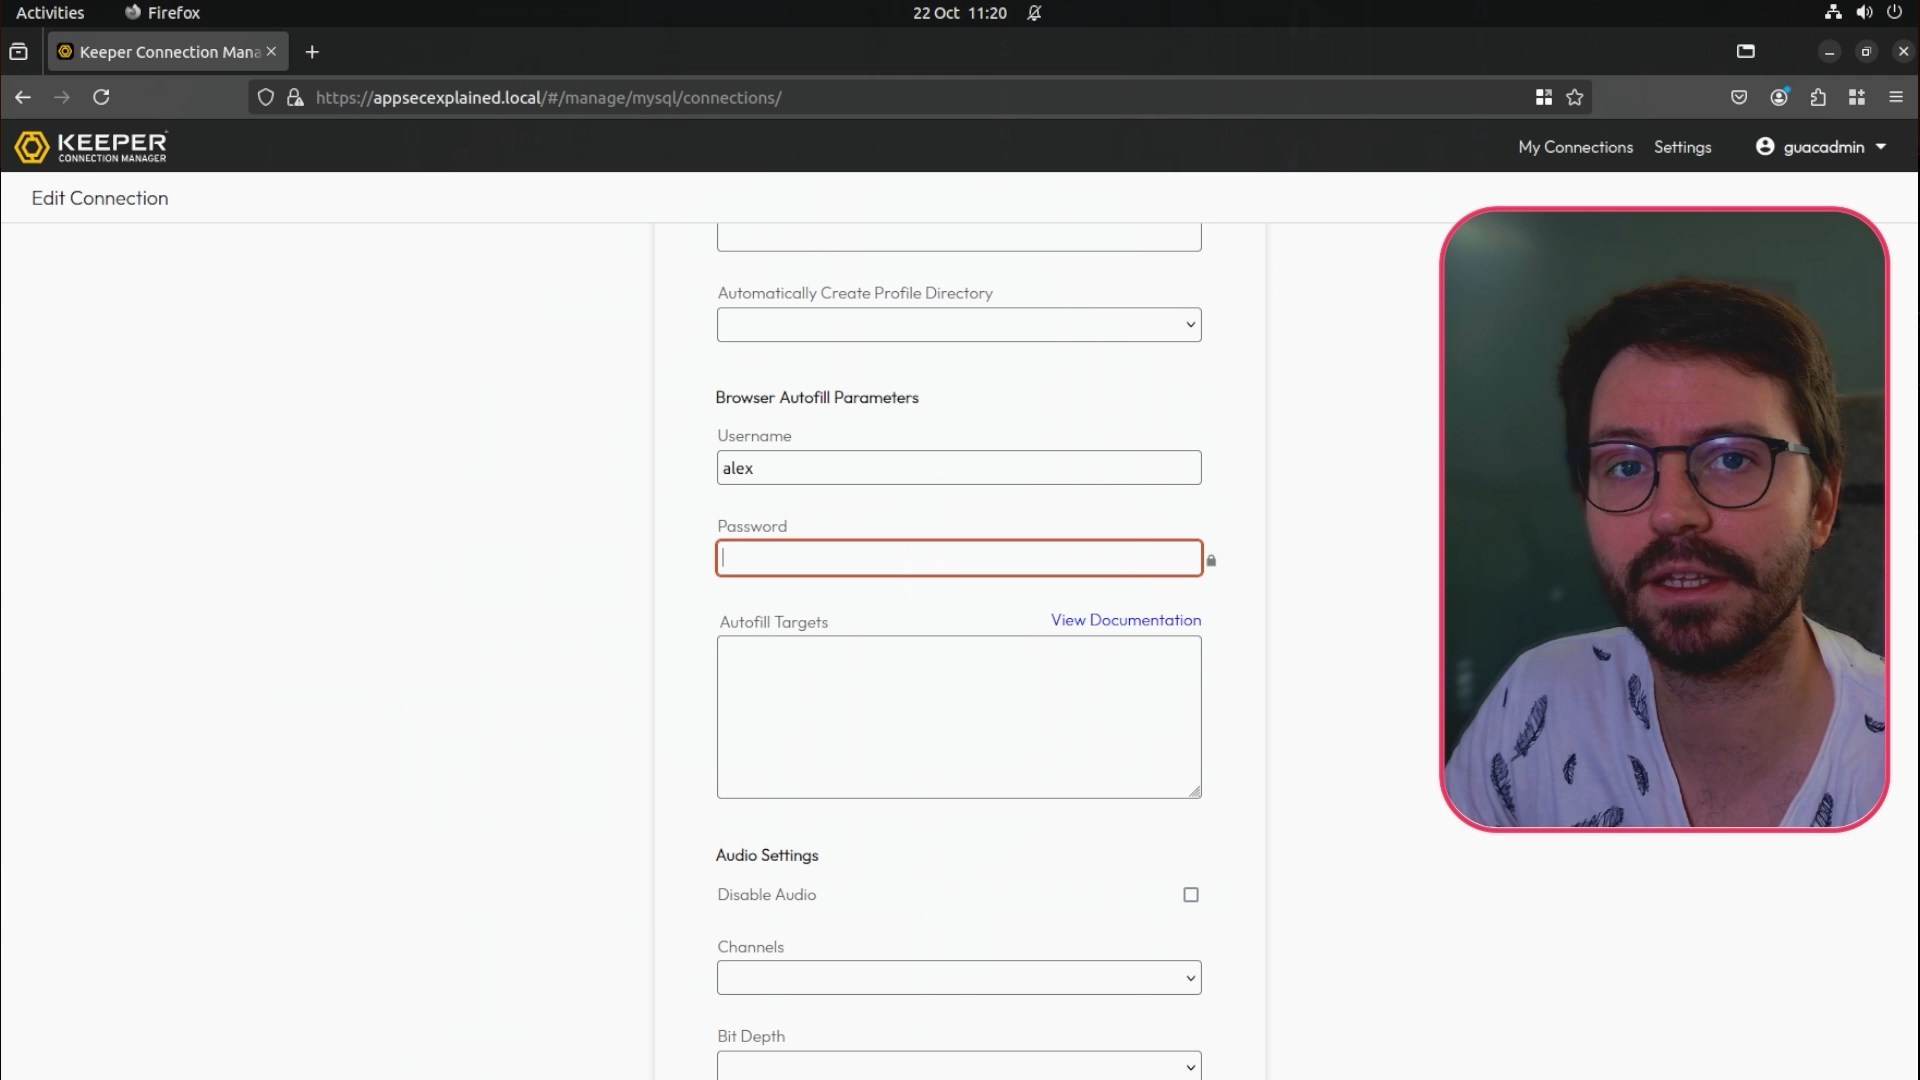 Activities
Firefox
22 Oct 11:20
Keeper Connection Mana
https://appsecexplained.local/#/manage/mysql/connections/
KEEPER
CONNECTION MANAGER
My Connections
Settings
guacadmin
Edit Connection
Automatically Create Profile Directory
Browser Autofill Parameters
Username
alex
Password
Autofill Targets
View Documentation
Audio Settings
Disable Audio
Channels
Bit Depth